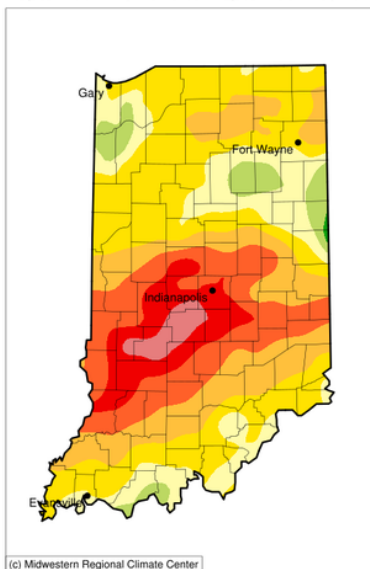 Gary
Fort Wayne
Indianapolis
Evansville
(c) Midwestern Regional Climate Center